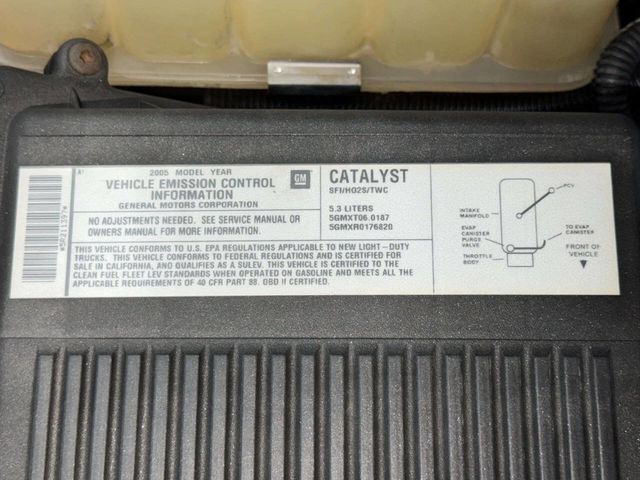 *5R211397*
A1
2005 MODEL YEAR
VEHICLE EMISSION CONTROL
INFORMATION
GENERAL MOTORS CORPORATION
GM
NO ADJUSTMENTS NEEDED. SEE SERVICE MANUAL OR
OWNERS MANUAL FOR MORE INFORMATION.
THIS VEHICLE CONFORMS TO U.S. EPA REGULATIONS APPLICABLE TO NEW LIGHT-DUTY
TRUCKS. THIS VEHICLE CONFORMS TO FEDERAL REGULATIONS AND IS CERTIFIED FOR
SALE IN CALIFORNIA, AND QUALIFIES AS A SULEV. THIS VEHICLE IS CERTIFIED TO THE
CLEAN FUEL FLEET LEV STANDARDS WHEN OPERATED ON GASOLINE AND MEETS ALL THE
APPLICABLE REQUIREMENTS OF 40 CFR PART 88. OBD II CERTIFIED.
CATALYST
SFI/HO2S/TWC
5.3 LITERS
5GMXT06.0187
5GMXR0176820
PCV
INTAKE
MANIFOLD
EVAP
CANISTER
PURGE
VALVE
THROTTLE
BODY
TO EVAP
CANISTER
FRONT OF
VEHICLE